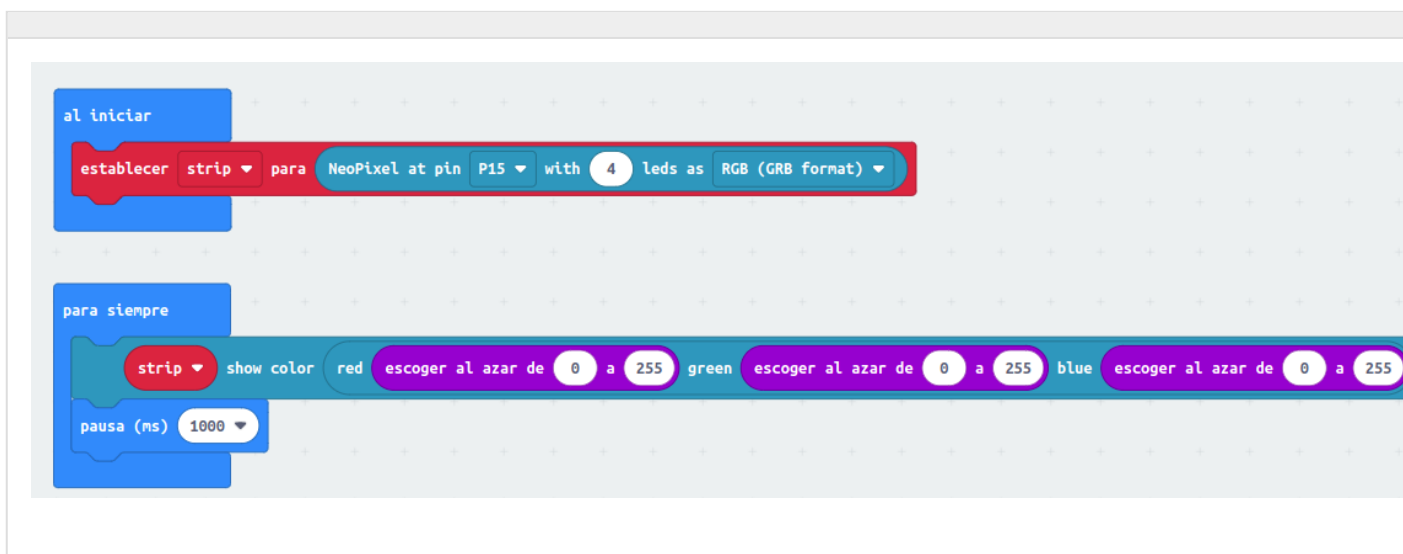 al iniciar
establecer strip para NeoPixel at pin P15 with 4 leds as RGB (GRB format)
para siempre
strip show color red escoger al azar de 0 a 255 green escoger al azar de 0 a 255 blue escoger al azar de 0 a 255
pausa (ms) 1000